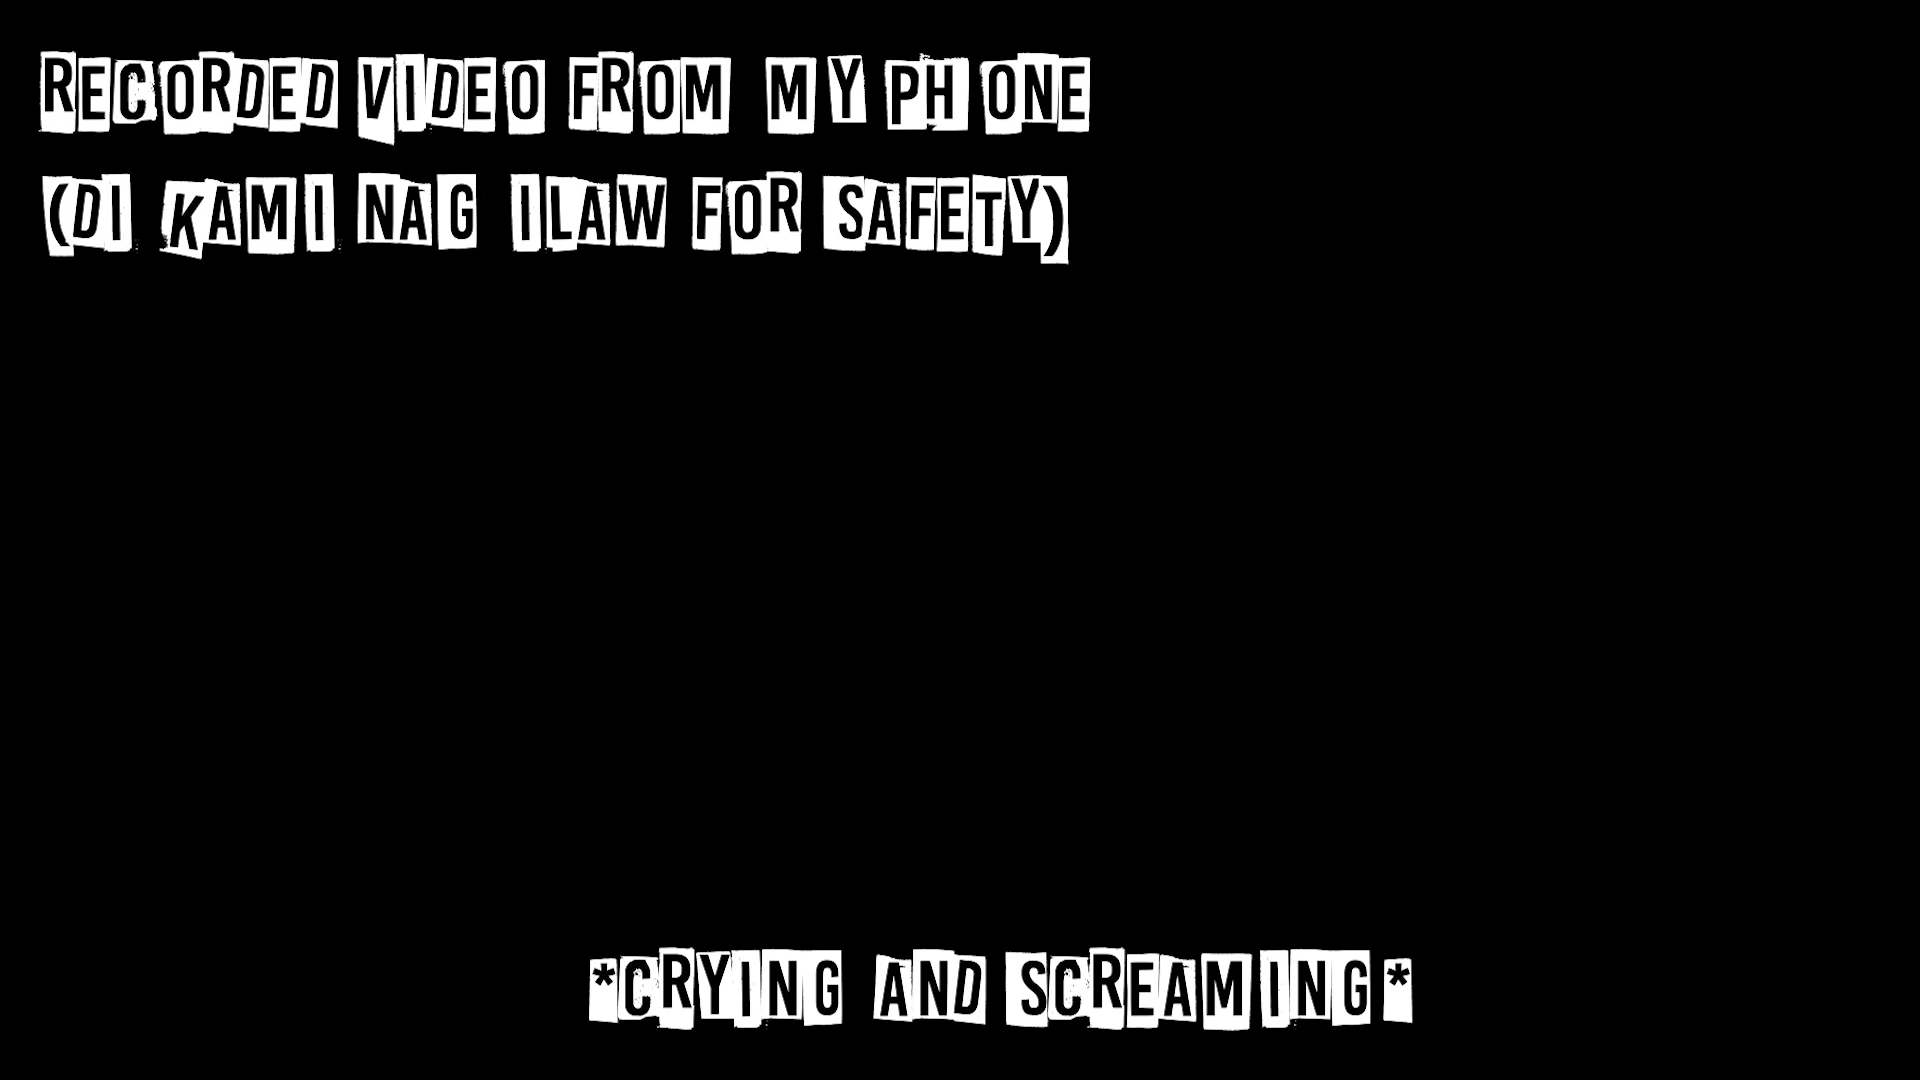 RECORDED VIDEO FROM MY PHONE
(DI KAMI NAG ILAW FOR SAFETY)
*CRYING AND SCREAMING*